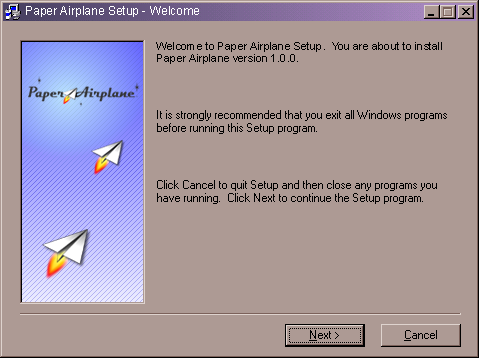 Paper Airplane Setup - Welcome
Paper Airplane
Welcome to Paper Airplane Setup. You are about to install
Paper Airplane version 1.0.0.
It is strongly recommended that you exit all Windows programs
before running this Setup program.
Click Cancel to quit Setup and then close any programs you
have running. Click Next to continue the Setup program.
Next >
Cancel